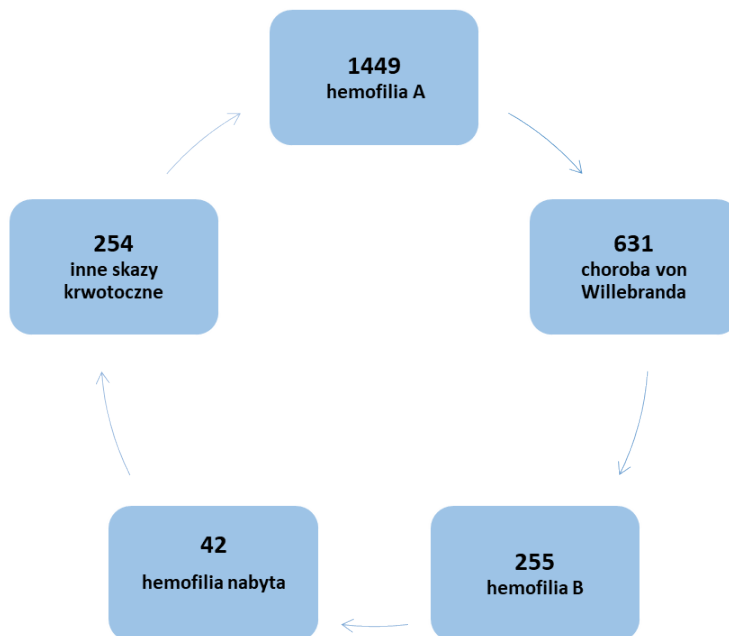 1449
hemofilia A
631
choroba von
Willebranda
255
hemofilia B
42
hemofilia nabyta
254
inne skazy
krwotoczne